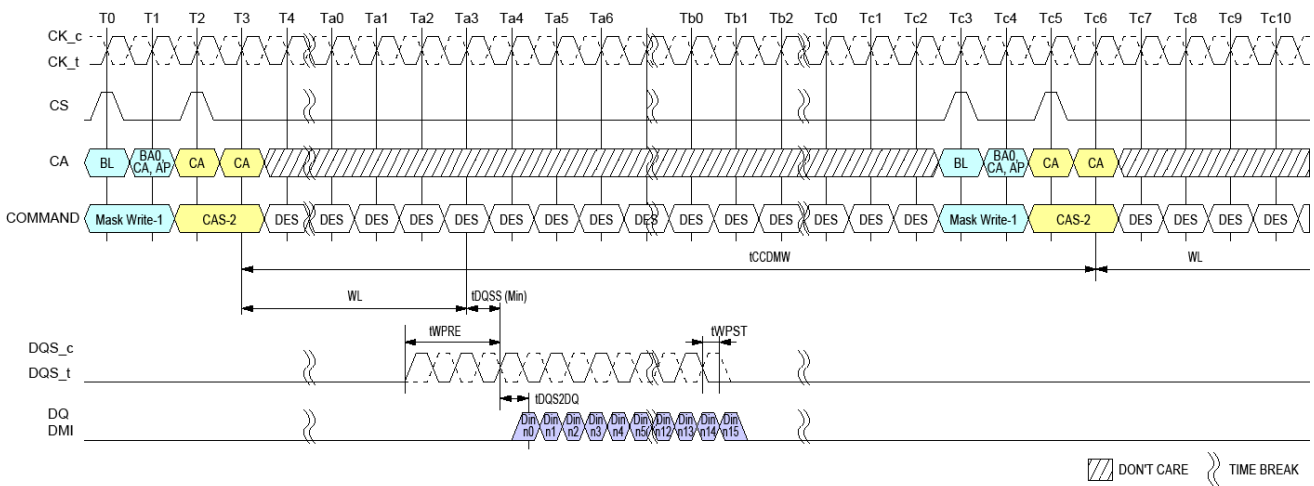 T0 T1 T2 T3 T4 Ta0 Ta1 Ta2 Ta3 Ta4 Ta5 Ta6 Tb0 Tb1 Tb2 Tc0 Tc1 Tc2 Tc3 Tc4 Tc5 Tc6 Tc7 Tc8 Tc9 Tc10
CK_c
CK_t
CS
CA BL BA0, CA, AP CA CA BL BA0, CA, AP CA CA
COMMAND Mask Write-1 CAS-2 DES DES DES DES DES DES DES DES DES DES DES DES DES DES DES Mask Write-1 CAS-2 DES DES DES DES
tCCDMW WL
WL tDQSS (Min)
tWPRE tWPST
DQS_c
DQS_t
tDQS2DQ
DQ
DMI
Din n0 Din n1 Din n2 Din n3 Din n4 Din n5 Din n12 Din n13 Din n14 Din n15
DON'T CARE TIME BREAK